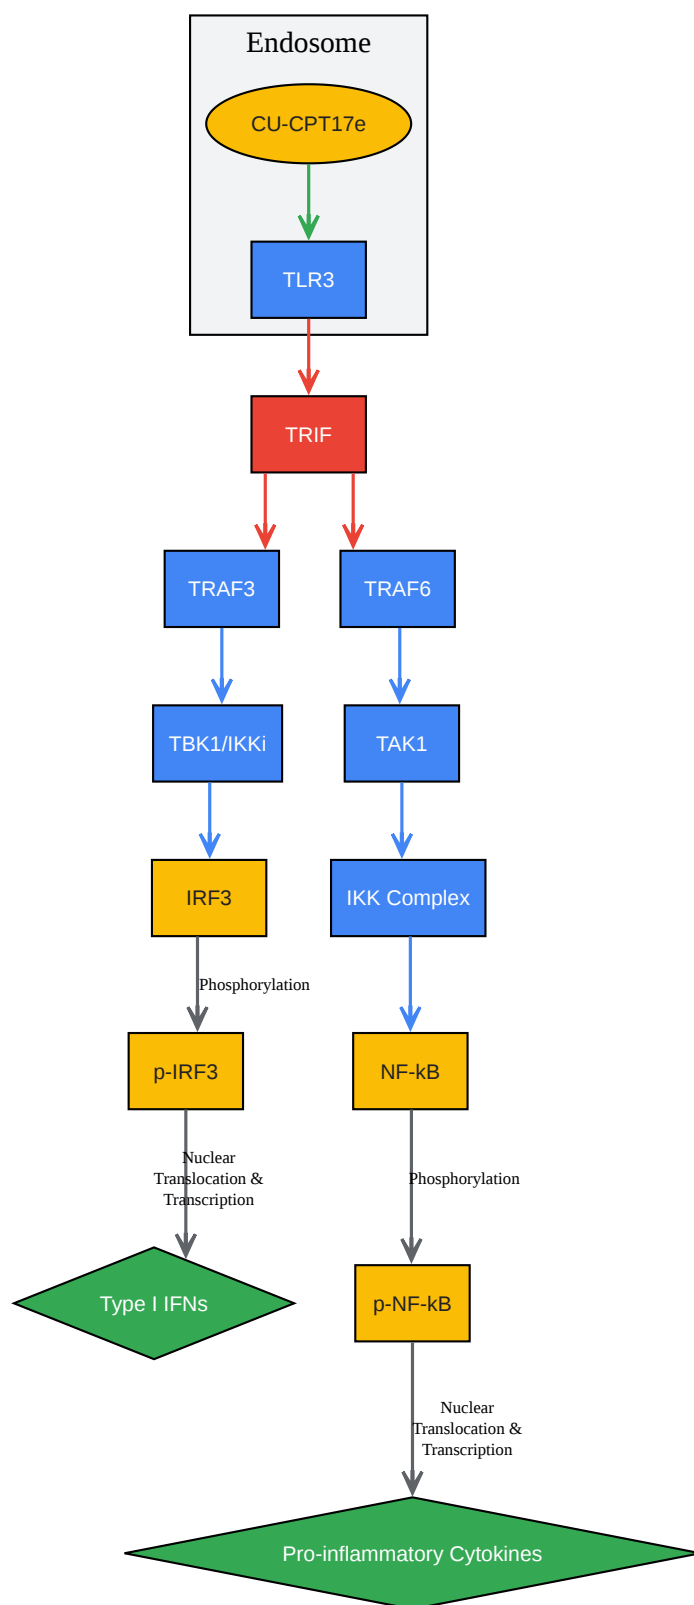 Endosome
CU-CPT17e
TLR3
TRIF
TRAF3
TRAF6
TBK1/IKKi
TAK1
IRF3
IKK Complex
Phosphorylation
p-IRF3
NF-kB
Nuclear
Translocation &
Transcription
Phosphorylation
Type I IFNs
p-NF-kB
Nuclear
Translocation &
Transcription
Pro-inflammatory Cytokines